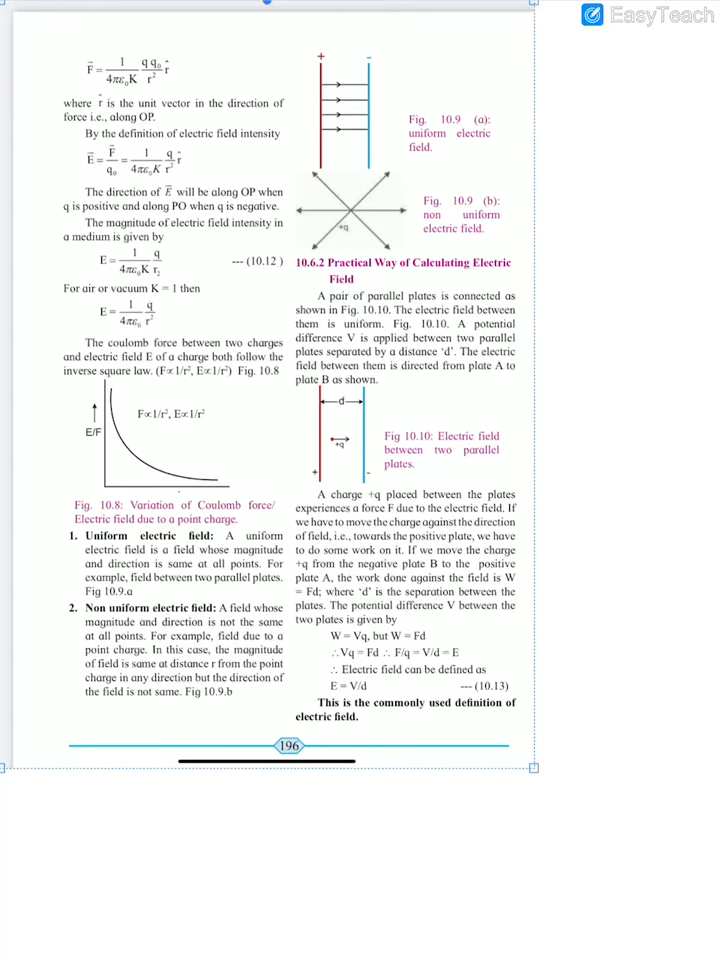 EasyTeach
F⃗ = 1/4πε₀K qq₀/r² r̂
where r̂ is the unit vector in the direction of
force i.e., along OP.
By the definition of electric field intensity
E⃗ = F⃗/q₀ = 1/4πε₀K q/r² r̂
The direction of E⃗ will be along OP when
q is positive and along PO when q is negative.
The magnitude of electric field intensity in
a medium is given by
E = 1/4πε₀K q/r₂ --- (10.12 )
For air or vacuum K = 1 then
E = 1/4πε₀ q/r²
The coulomb force between two charges
and electric field E of a charge both follow the
inverse square law. (F∝1/r², E∝1/r²) Fig. 10.8
F∝1/r², E∝1/r²
E/F
Fig. 10.8: Variation of Coulomb force/
Electric field due to a point charge.
1. Uniform electric field: A uniform
electric field is a field whose magnitude
and direction is same at all points. For
example, field between two parallel plates.
Fig 10.9.a
2. Non uniform electric field: A field whose
magnitude and direction is not the same
at all points. For example, field due to a
point charge. In this case, the magnitude
of field is same at distance r from the point
charge in any direction but the direction of
the field is not same. Fig 10.9.b
+ -
Fig. 10.9 (a):
uniform electric
field.
+q
Fig. 10.9 (b):
non uniform
electric field.
10.6.2 Practical Way of Calculating Electric
Field
A pair of parallel plates is connected as
shown in Fig. 10.10. The electric field between
them is uniform. Fig. 10.10. A potential
difference V is applied between two parallel
plates separated by a distance ‘d’. The electric
field between them is directed from plate A to
plate B as shown.
d
+q
+ -
Fig 10.10: Electric field
between two parallel
plates.
A charge +q placed between the plates
experiences a force F due to the electric field. If
we have to move the charge against the direction
of field, i.e., towards the positive plate, we have
to do some work on it. If we move the charge
+q from the negative plate B to the positive
plate A, the work done against the field is W
= Fd; where ‘d’ is the separation between the
plates. The potential difference V between the
two plates is given by
W = Vq, but W = Fd
∴Vq = Fd ∴ F/q = V/d = E
∴ Electric field can be defined as
E = V/d --- (10.13)
This is the commonly used definition of
electric field.
196